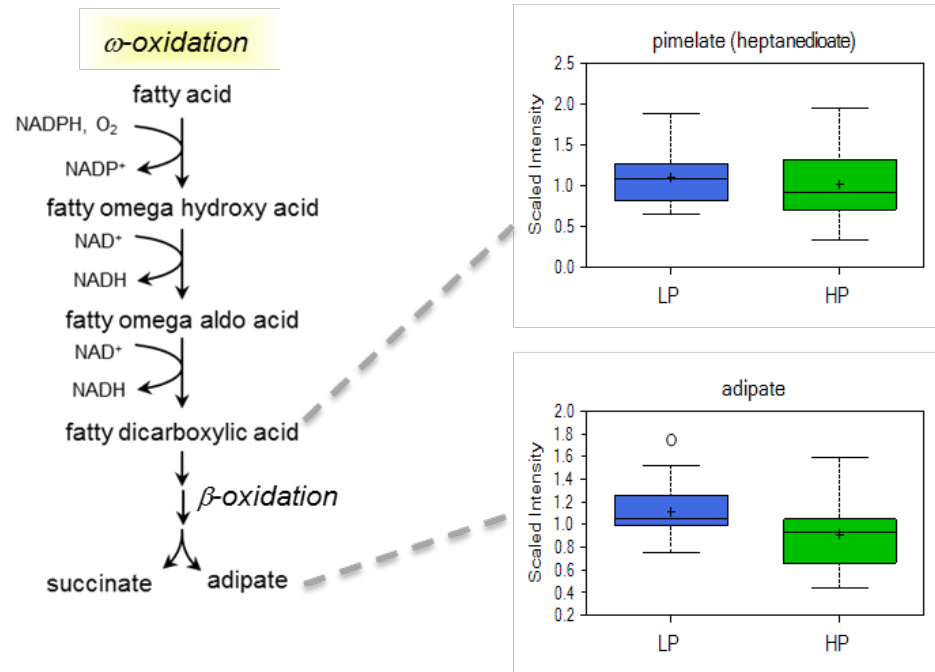 ω-oxidation
fatty acid
NADPH, O₂
NADP⁺
fatty omega hydroxy acid
NAD⁺
NADH
fatty omega aldo acid
NAD⁺
NADH
fatty dicarboxylic acid
β-oxidation
succinate
adipate
pimelate (heptanedioate)
Scaled Intensity
2.5
2.0
1.5
1.0
0.5
0.0
LP
HP
adipate
Scaled Intensity
2.0
1.8
1.6
1.4
1.2
1.0
0.8
0.6
0.4
0.2
LP
HP